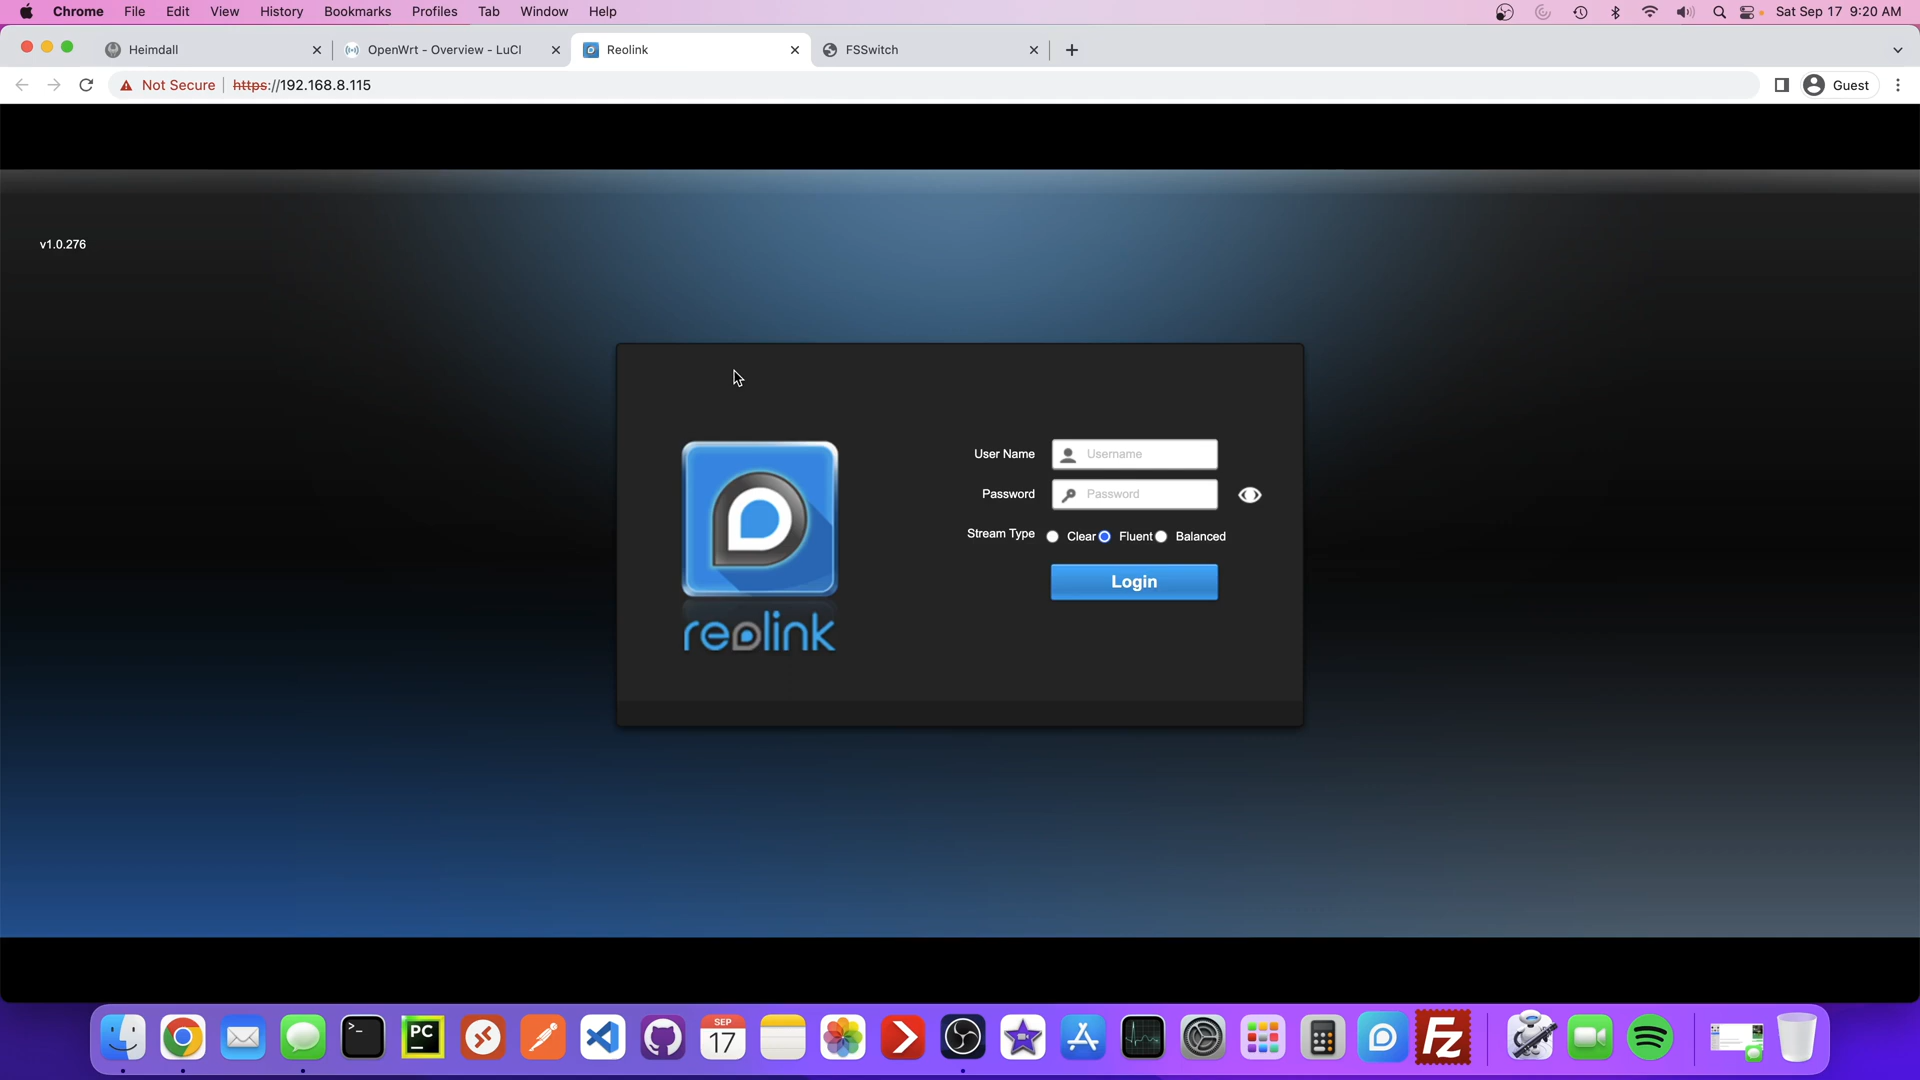 Chrome File Edit View History Bookmarks Profiles Tab Window Help Sat Sep 17 9:20 AM
Heimdall OpenWrt - Overview - LuCI Reolink FSSwitch
Not Secure https://192.168.8.115 Guest
v1.0.276
User Name Username
Password Password
Stream Type Clear Fluent Balanced
Login
reolink
PC
SEP
17
FZ